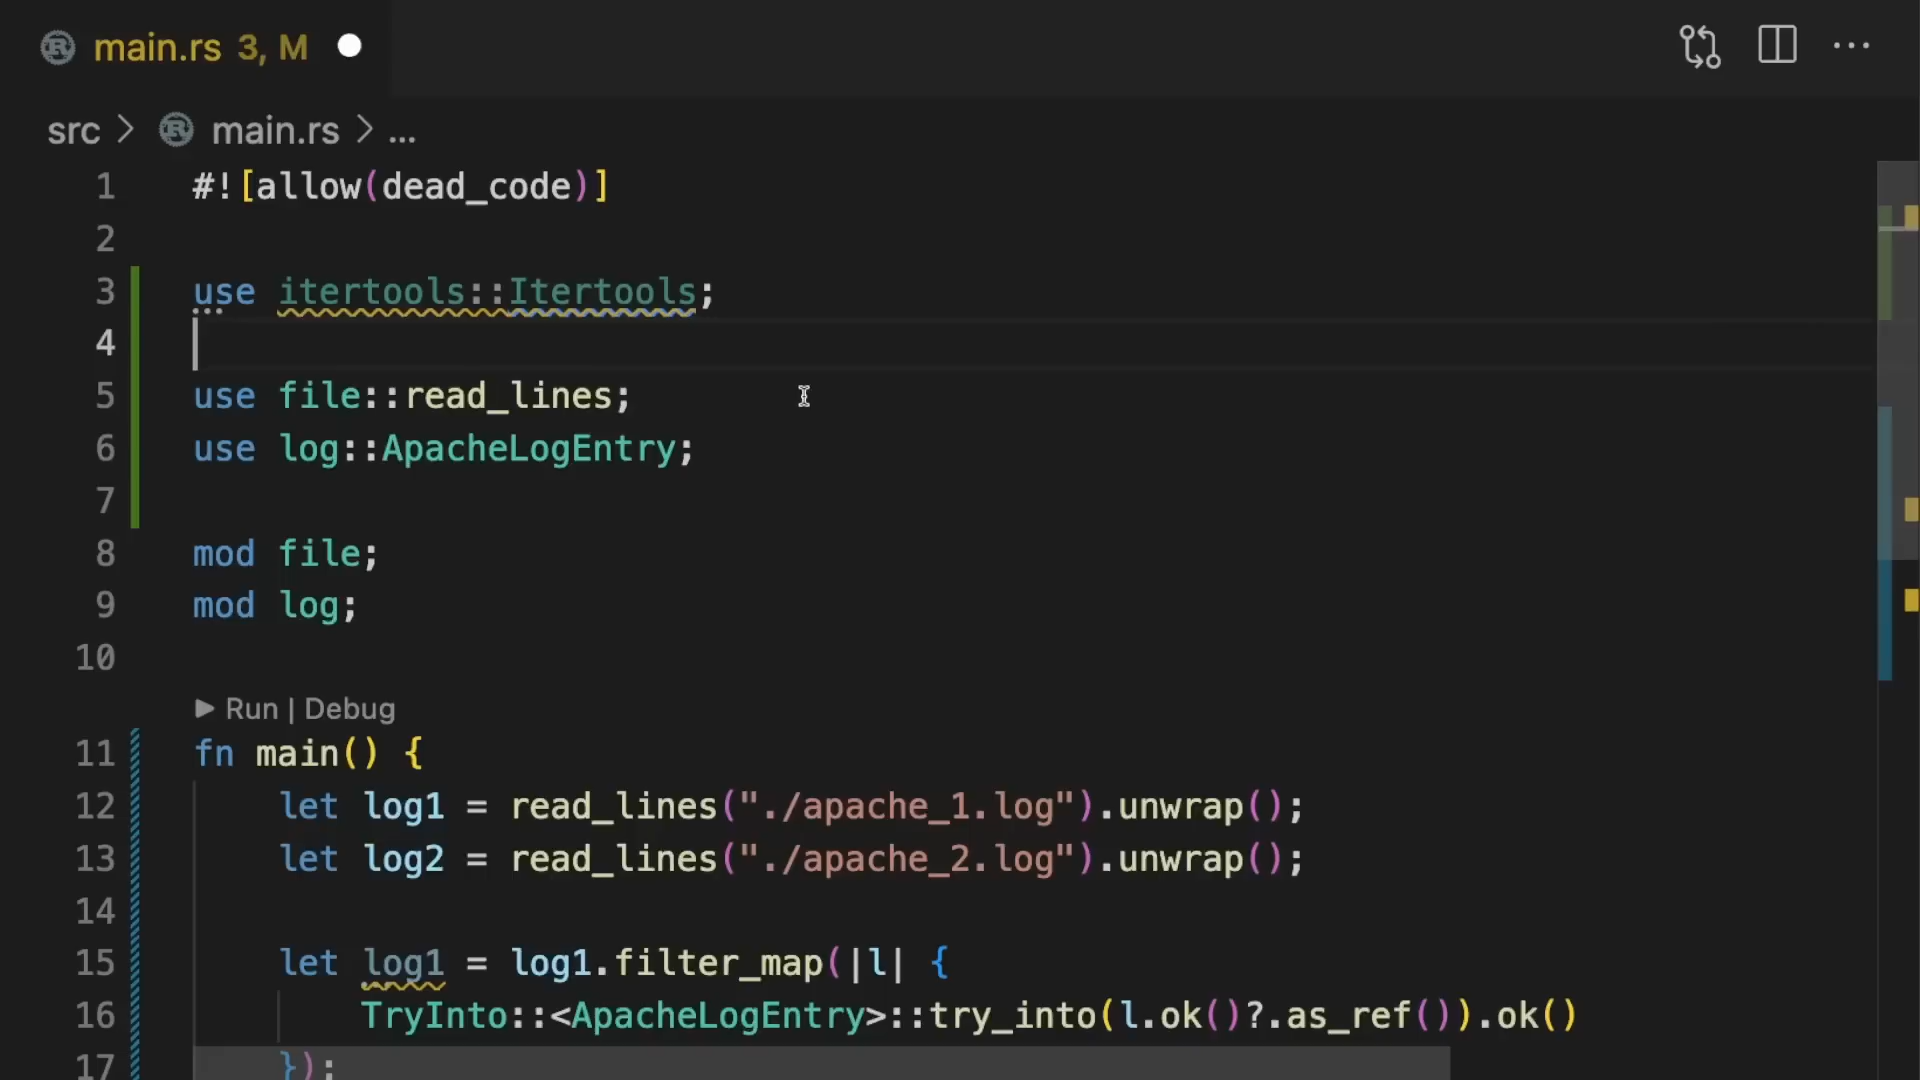 main.rs 3, M
src > main.rs > ...
1 #![allow(dead_code)]
2
3 use itertools::Itertools;
4
5 use file::read_lines;
6 use log::ApacheLogEntry;
7
8 mod file;
9 mod log;
10
Run | Debug
11 fn main() {
12 let log1 = read_lines("./apache_1.log").unwrap();
13 let log2 = read_lines("./apache_2.log").unwrap();
14
15 let log1 = log1.filter_map(|l| {
16 TryInto::<ApacheLogEntry>::try_into(l.ok()?.as_ref()).ok()
17 });